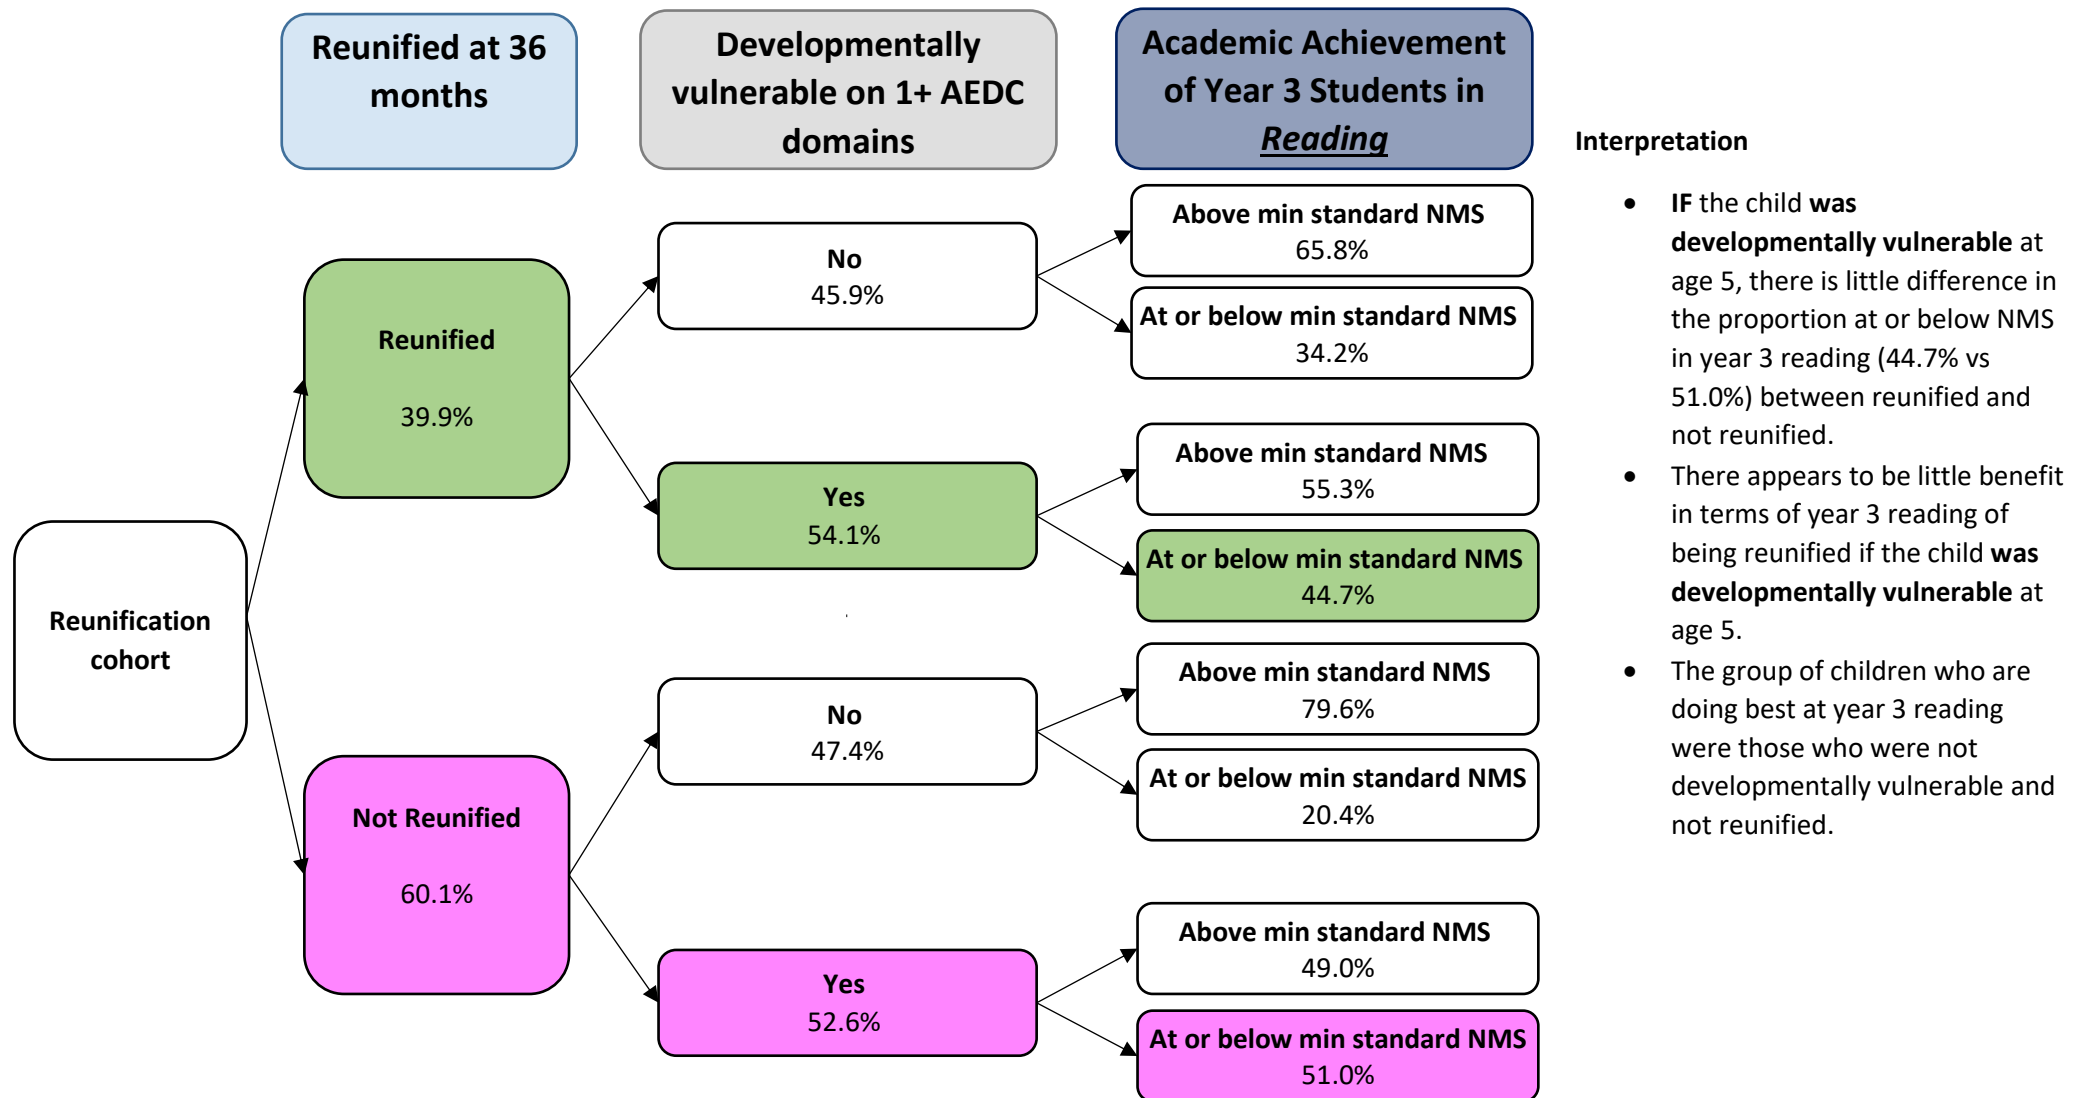 Reunified at 36
months
Developmentally
vulnerable on 1+ AEDC
domains
Academic Achievement
of Year 3 Students in
Reading
Reunification
cohort
Reunified
39.9%
No
45.9%
Above min standard NMS
65.8%
At or below min standard NMS
34.2%
Yes
54.1%
Above min standard NMS
55.3%
At or below min standard NMS
44.7%
Not Reunified
60.1%
No
47.4%
Above min standard NMS
79.6%
At or below min standard NMS
20.4%
Yes
52.6%
Above min standard NMS
49.0%
At or below min standard NMS
51.0%
Interpretation
• IF the child was
developmentally vulnerable at
age 5, there is little difference in
the proportion at or below NMS
in year 3 reading (44.7% vs
51.0%) between reunified and
not reunified.
• There appears to be little benefit
in terms of year 3 reading of
being reunified if the child was
developmentally vulnerable at
age 5.
• The group of children who are
doing best at year 3 reading
were those who were not
developmentally vulnerable and
not reunified.